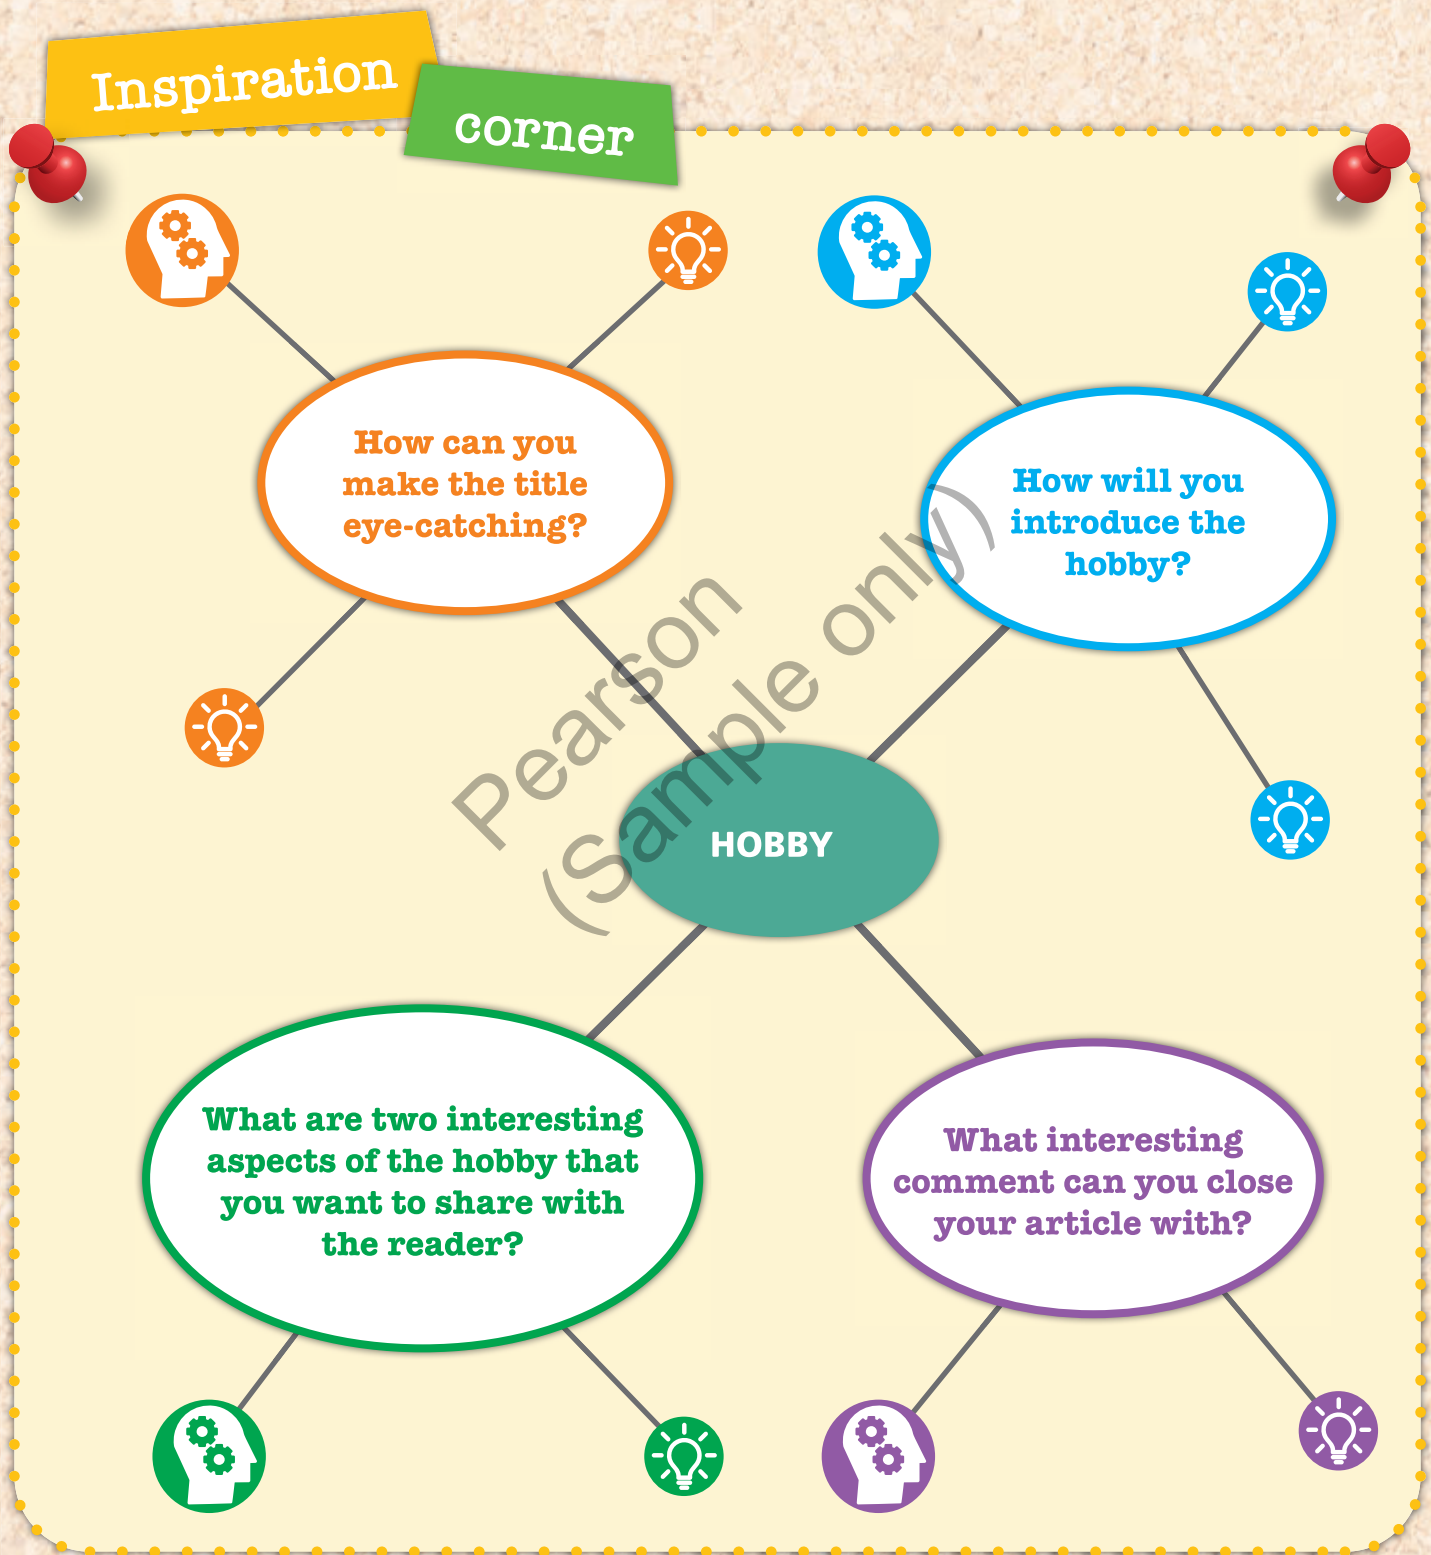 Inspiration
corner
How can you
make the title
eye-catching?
How will you
introduce the
hobby?
HOBBY
What are two interesting
aspects of the hobby that
you want to share with
the reader?
What interesting
comment can you close
your article with?
Pearson
(Sample only)